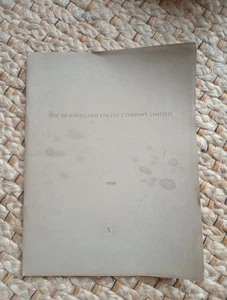 THE DE HAVILLAND ENGINE COMPANY LIMITED